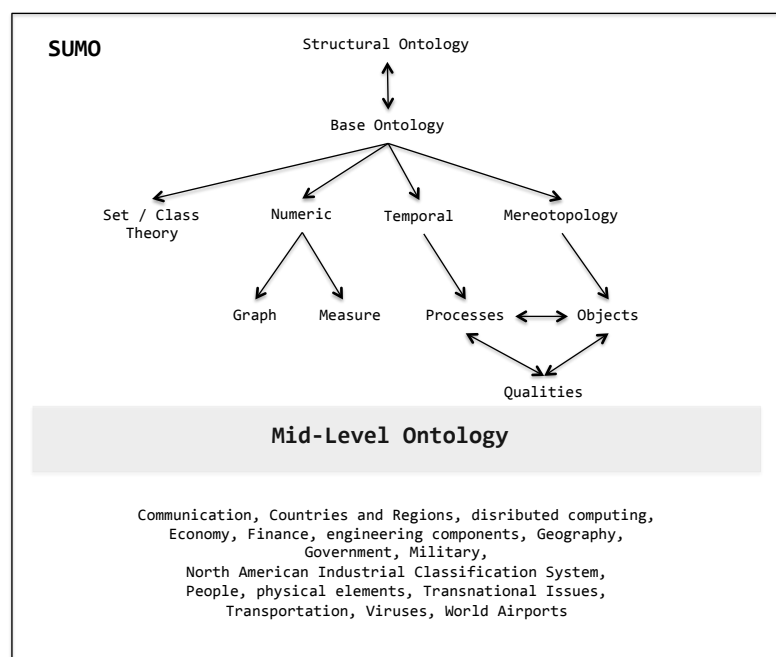 SUMO
Structural Ontology
Base Ontology
Set / Class
Theory
Numeric
Temporal
Mereotopology
Graph
Measure
Processes
Objects
Qualities
Mid-Level Ontology
Communication, Countries and Regions, disributed computing,
Economy, Finance, engineering components, Geography,
Government, Military,
North American Industrial Classification System,
People, physical elements, Transnational Issues,
Transportation, Viruses, World Airports